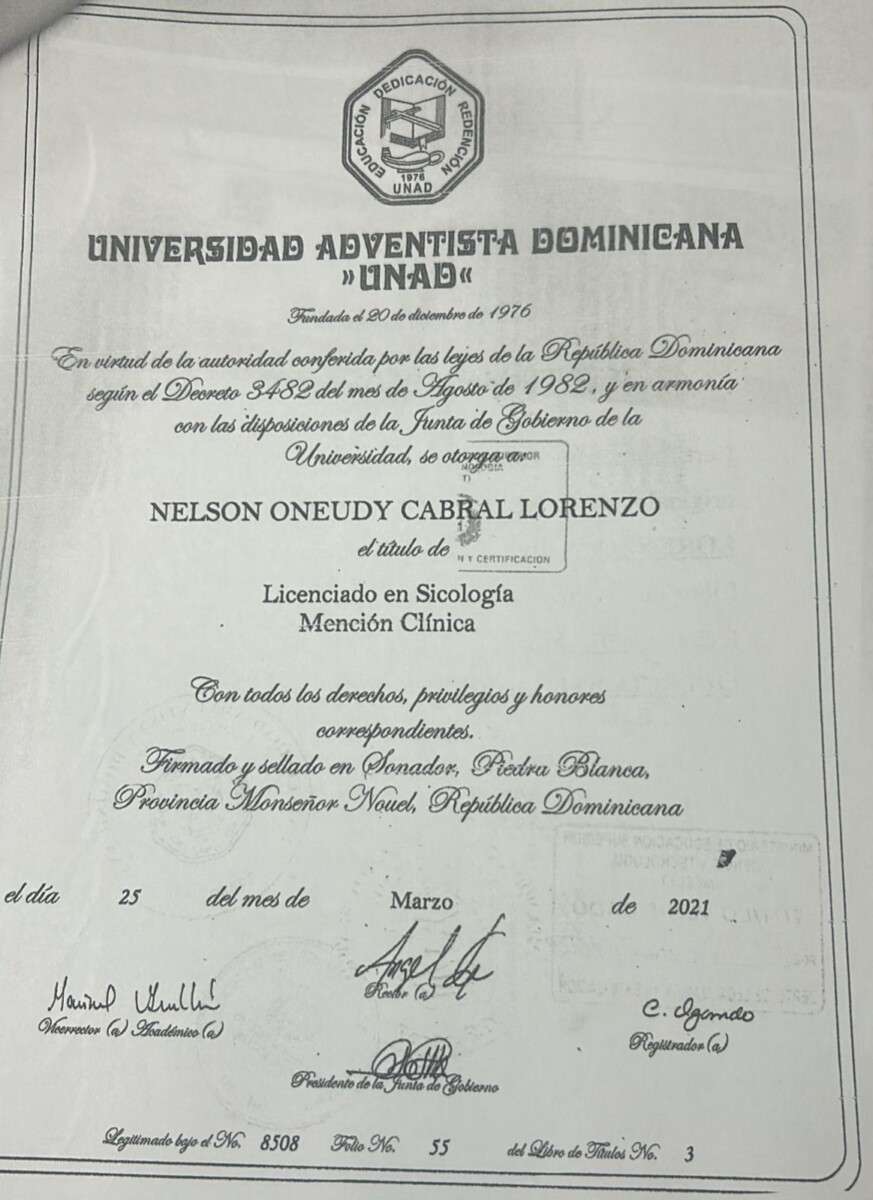 EDUCACIÓN DEDICACIÓN REDENCIÓN
1976
UNAD
UNIVERSIDAD ADVENTISTA DOMINICANA
»UNAD«
Fundada el 20 de diciembre de 1976
En virtud de la autoridad conferida por las leyes de la República Dominicana
según el Decreto 3482 del mes de Agosto de 1982, y en armonía
con las disposiciones de la Junta de Gobierno de la
Universidad, se otorga a:
NELSON ONEUDY CABRAL LORENZO
el título de
N Y CERTIFICACION
Licenciado en Sicología
Mención Clínica
Con todos los derechos, privilegios y honores
correspondientes.
Firmado y sellado en Sonador, Piedra Blanca,
Provincia Monseñor Nouel, República Dominicana
el día 25 del mes de Marzo de 2021
Rector (a)
Vicerrector (a) Académico (a)
C. Ogando
Registrador (a)
Presidente de la Junta de Gobierno
Legitimado bajo el No. 8508 Folio No. 55 del Libro de Títulos No. 3